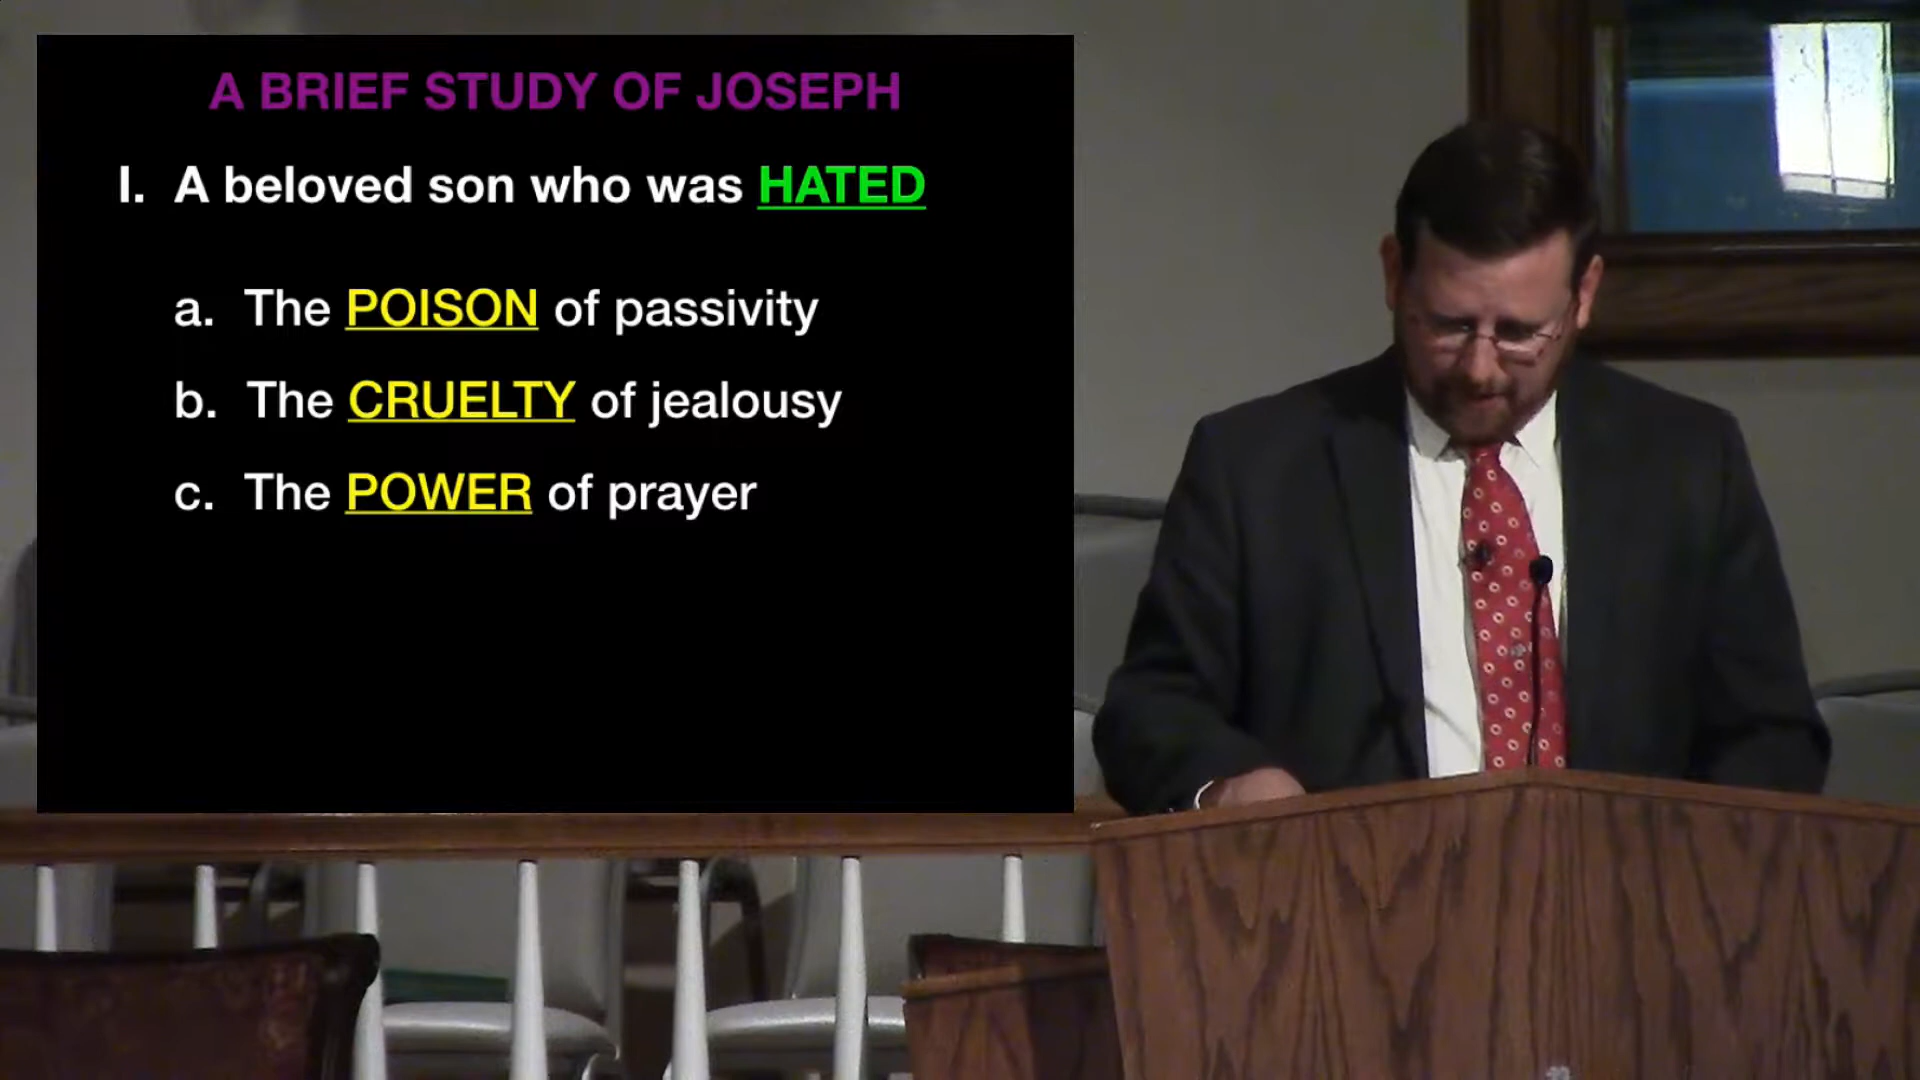 A BRIEF STUDY OF JOSEPH
I. A beloved son who was HATED
a. The POISON of passivity
b. The CRUELTY of jealousy
c. The POWER of prayer